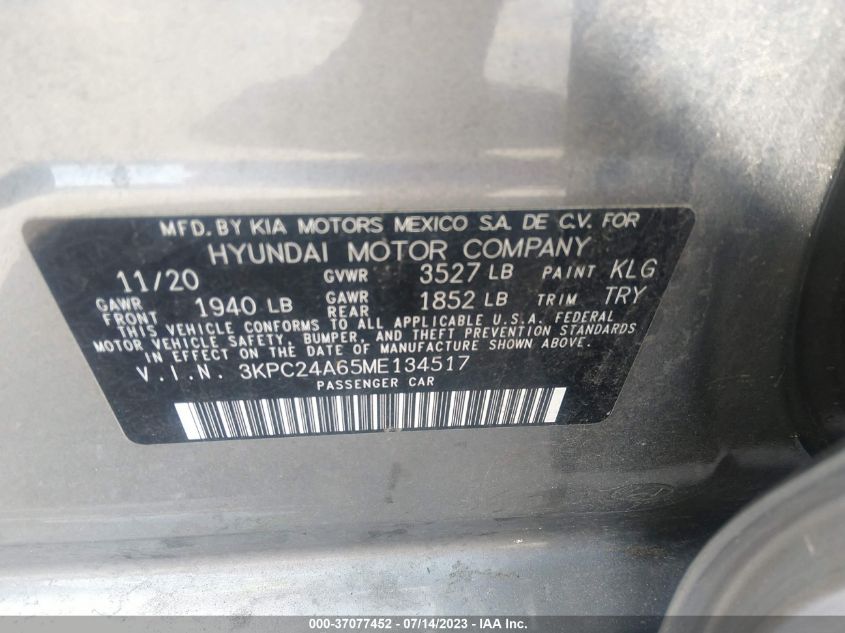 MFD. BY KIA MOTORS MEXICO S.A. DE C.V. FOR
HYUNDAI MOTOR COMPANY
11/20 GVWR 3527 LB PAINT KLG
GAWR FRONT 1940 LB GAWR REAR 1852 LB TRIM TRY
THIS VEHICLE CONFORMS TO ALL APPLICABLE U.S.A. FEDERAL
MOTOR VEHICLE SAFETY, BUMPER, AND THEFT PREVENTION STANDARDS
IN EFFECT ON THE DATE OF MANUFACTURE SHOWN ABOVE.
V.I.N. 3KPC24A65ME134517
PASSENGER CAR
000-37077452 - 07/14/2023 - IAA Inc.